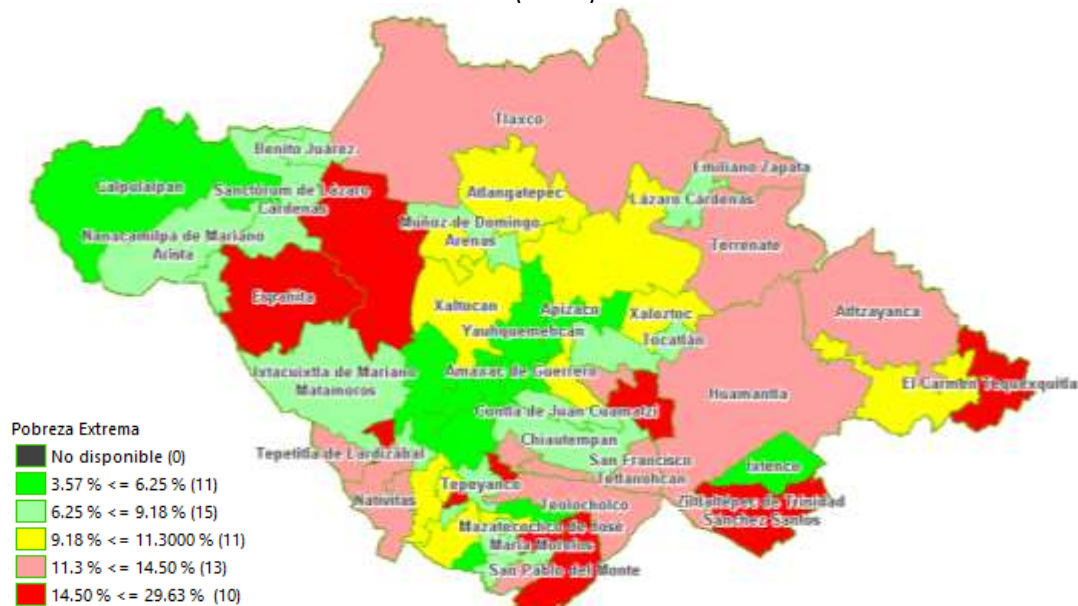 Tlaxco
Benito Juárez
Emiliano Zapata
Calpulalpan
Sanctorum de Lázaro
Cárdenas
Atlangatepec
Lázaro Cárdenas
Muñoz de Domingo
Arenas
Nanacamilpa de Mariano
Arista
Terrenate
Españita
Xaltocan
Apizaco
Xaloztoc
Altzayanca
Yauhquemehcan
Tocatlán
Ixtacuixtla de Mariano
Matamoros
Amaxac de Guerrero
El Carmen Tequexquitla
Huamantla
Contla de Juan Cuamatzi
Chiautempan
Tepetitla de Lardizábal
San Francisco
Tetlanohcan
Ixtenco
Tepeyanco
Nativitas
Teolocholco
Ziltlaltépec de Trinidad
Sánchez Santos
Mazatecochco de José
María Morelos
San Pablo del Monte
Pobreza Extrema
No disponible (0)
3.57 % <= 6.25 % (11)
6.25 % <= 9.18 % (15)
9.18 % <= 11.3000 % (11)
11.3 % <= 14.50 % (13)
14.50 % <= 29.63 % (10)